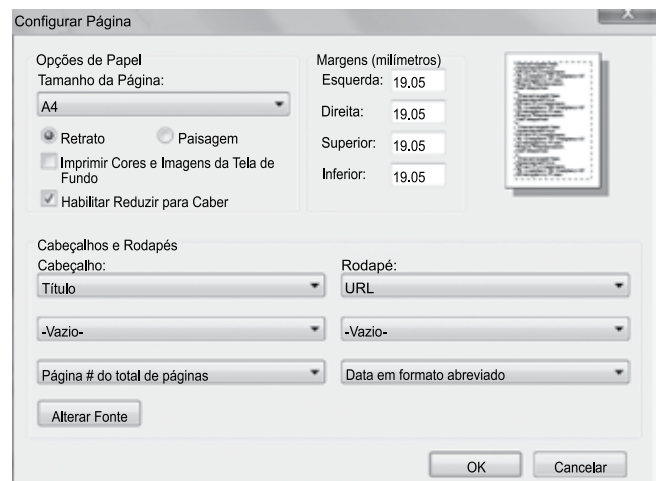 Configurar Página
Opções de Papel
Tamanho da Página:
A4
Retrato Paisagem
Imprimir Cores e Imagens da Tela de
Fundo
Habilitar Reduzir para Caber
Margens (milímetros)
Esquerda: 19.05
Direita: 19.05
Superior: 19.05
Inferior: 19.05
Cabeçalhos e Rodapés
Cabeçalho: Rodapé:
Título URL
-Vazio- -Vazio-
Página # do total de páginas Data em formato abreviado
Alterar Fonte
OK Cancelar